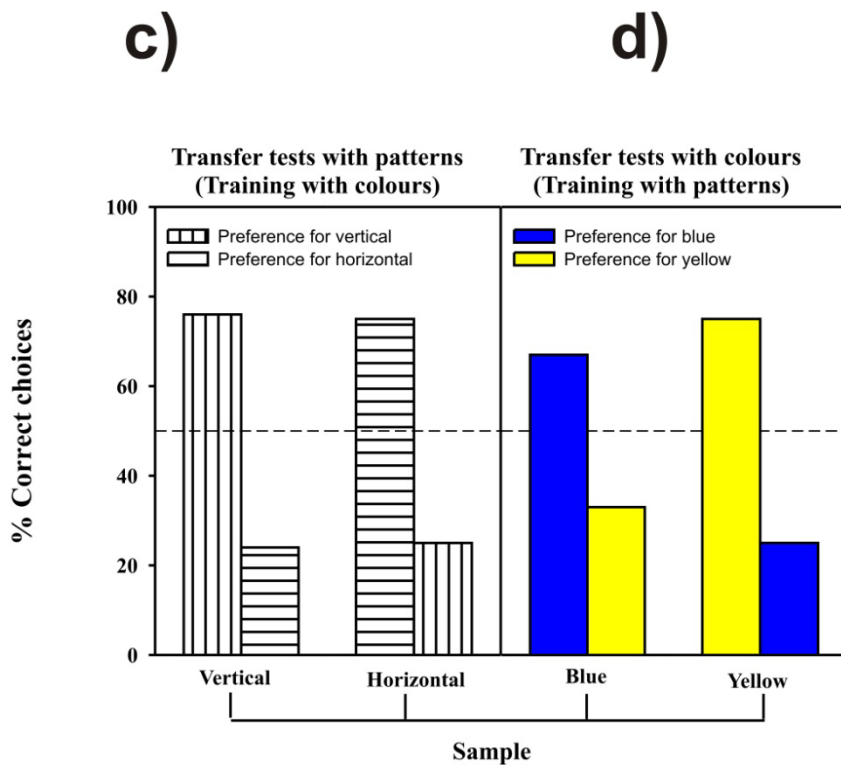 c)
d)
Transfer tests with patterns
(Training with colours)
Transfer tests with colours
(Training with patterns)
% Correct choices
100
80
60
40
20
0
Preference for vertical
Preference for horizontal
Preference for blue
Preference for yellow
Vertical
Horizontal
Blue
Yellow
Sample